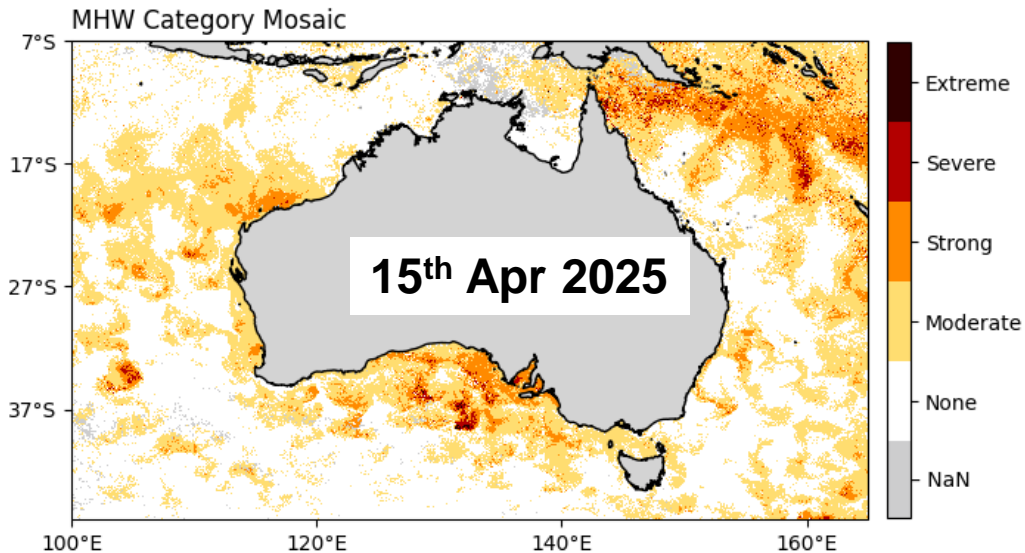 MHW Category Mosaic
7°S
17°S
27°S
37°S
100°E
120°E
140°E
160°E
15th Apr 2025
Extreme
Severe
Strong
Moderate
None
NaN